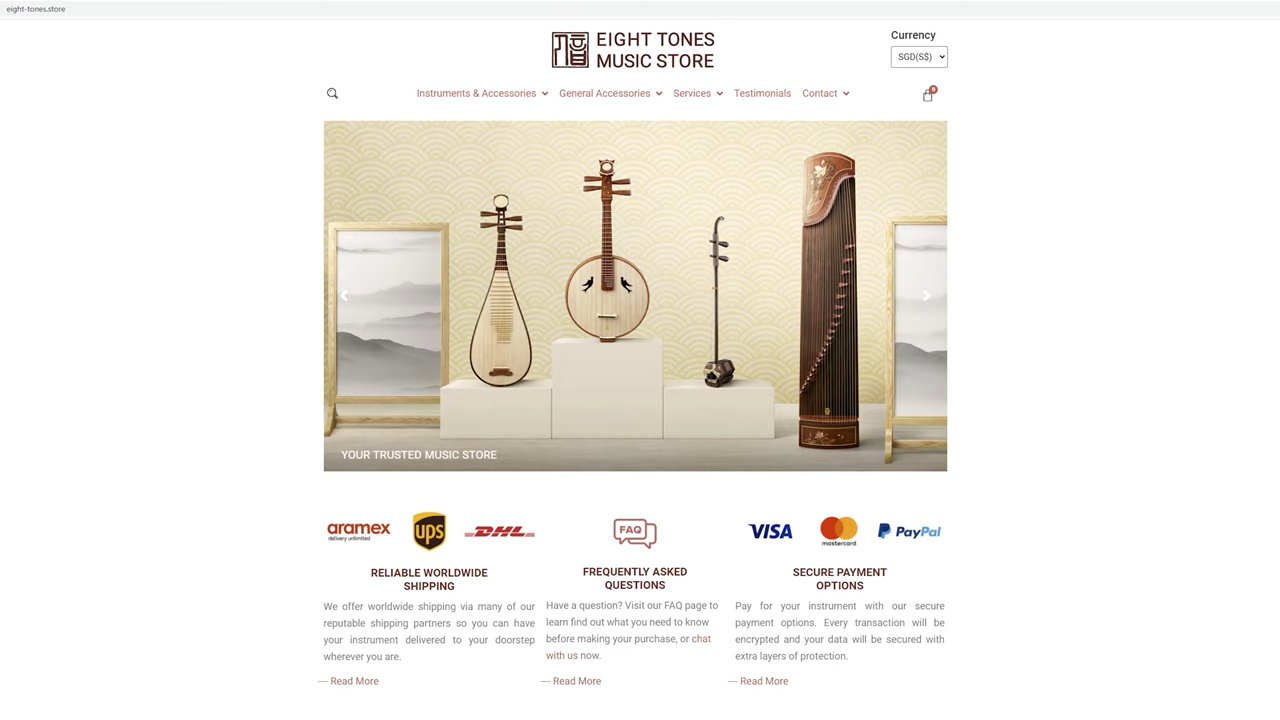 eight-tones.store
EIGHT TONES
MUSIC STORE
Currency
SGD(S$)
Instruments & Accessories
General Accessories
Services
Testimonials
Contact
0
YOUR TRUSTED MUSIC STORE
aramex
delivery unlimited
ups
DHL
RELIABLE WORLDWIDE
SHIPPING
We offer worldwide shipping via many of our
reputable shipping partners so you can have
your instrument delivered to your doorstep
wherever you are.
— Read More
FAQ
FREQUENTLY ASKED
QUESTIONS
Have a question? Visit our FAQ page to
learn find out what you need to know
before making your purchase, or chat
with us now.
— Read More
VISA
mastercard
PayPal
SECURE PAYMENT
OPTIONS
Pay for your instrument with our secure
payment options. Every transaction will be
encrypted and your data will be secured with
extra layers of protection.
— Read More